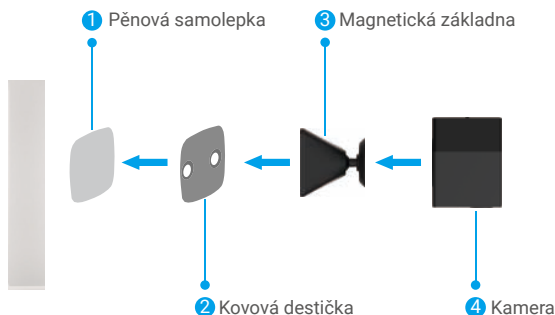 1 Pěnová samolepka
3 Magnetická základna
2 Kovová destička
4 Kamera